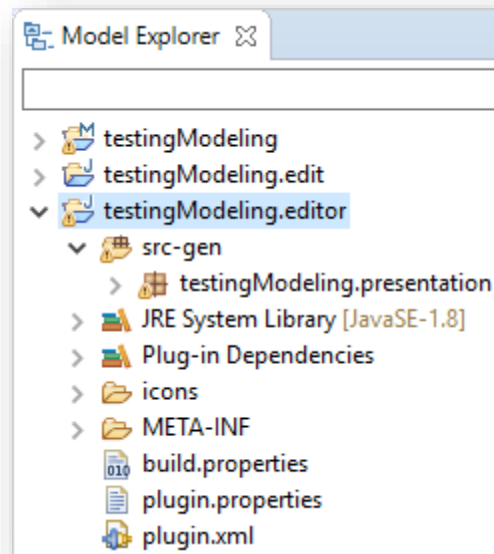 Model Explorer
testingModeling
testingModeling.edit
testingModeling.editor
src-gen
testingModeling.presentation
JRE System Library [JavaSE-1.8]
Plug-in Dependencies
icons
META-INF
build.properties
plugin.properties
plugin.xml